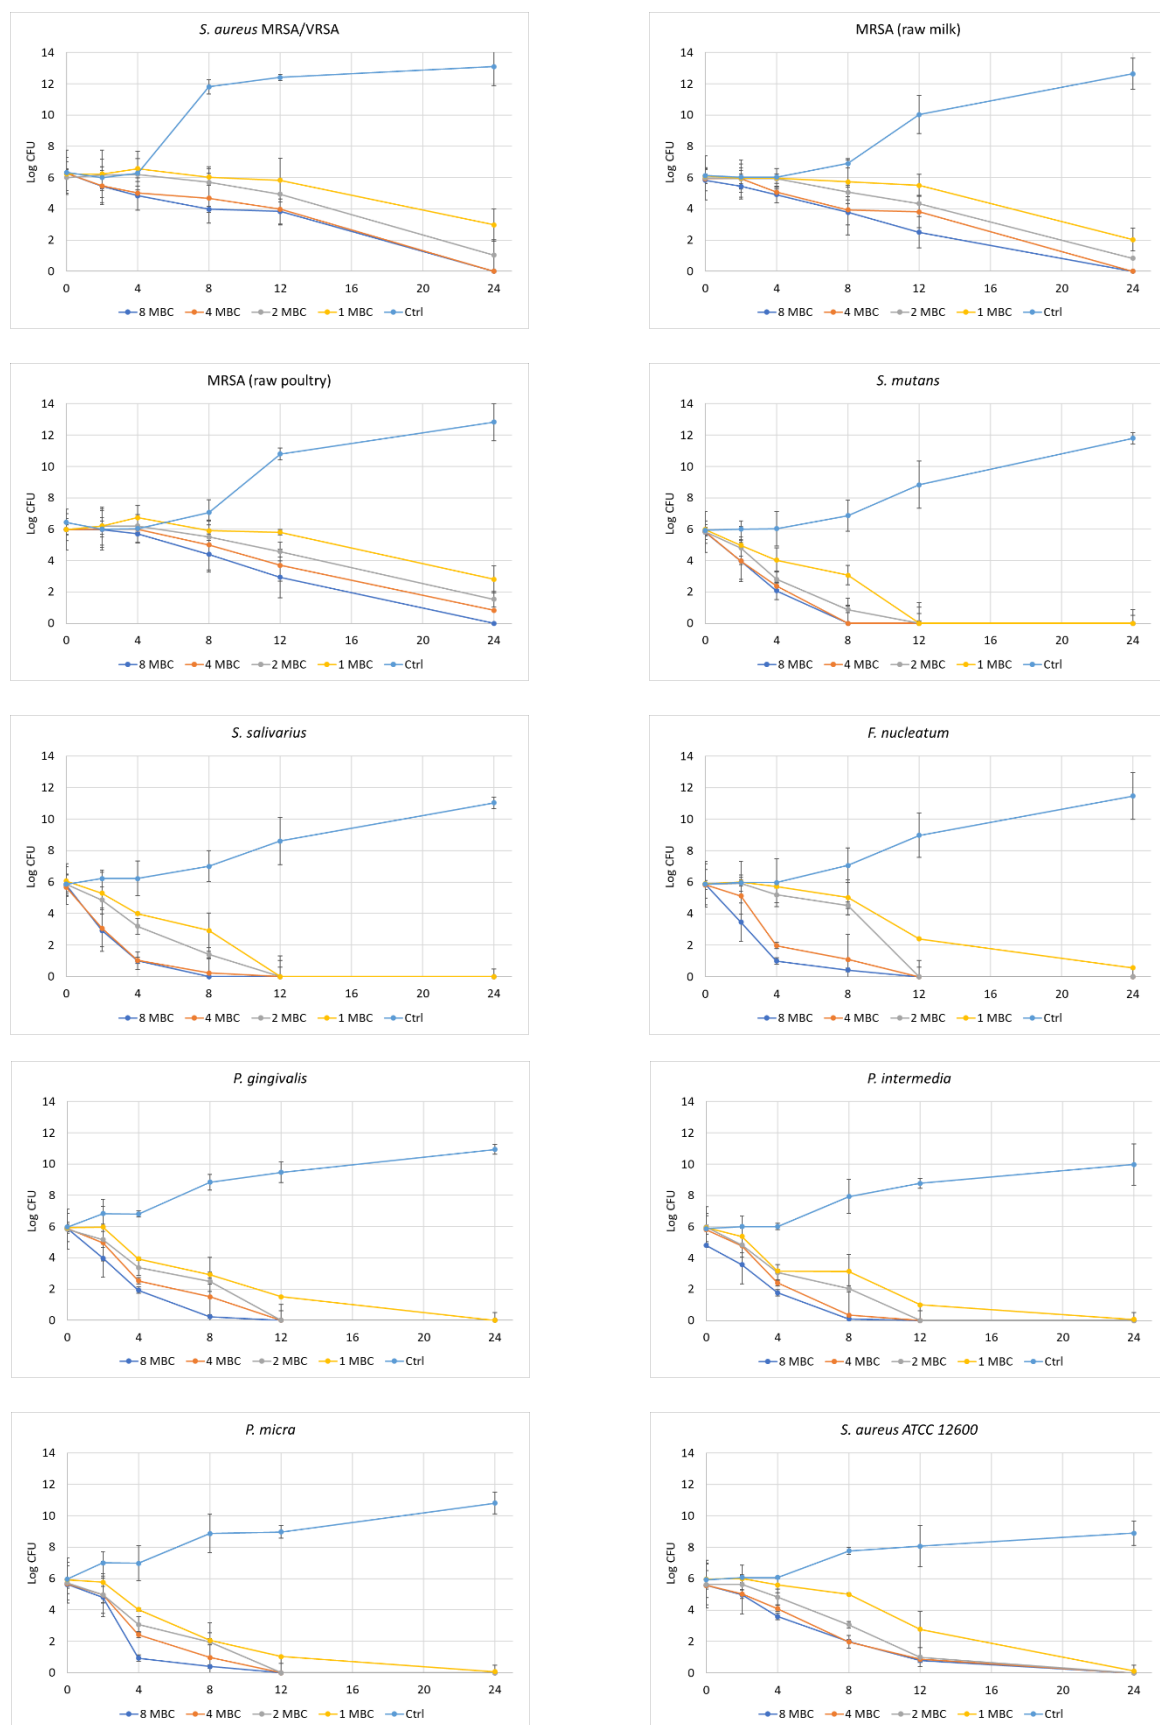 S. aureus MRSA/VRSA
14
12
10
8
6
4
2
0
Log CFU
0 4 8 12 16 20 24
8 MBC 4 MBC 2 MBC 1 MBC Ctrl
MRSA (raw milk)
14
12
10
8
6
4
2
0
Log CFU
0 4 8 12 16 20 24
8 MBC 4 MBC 2 MBC 1 MBC Ctrl
MRSA (raw poultry)
14
12
10
8
6
4
2
0
Log CFU
0 4 8 12 16 20 24
8 MBC 4 MBC 2 MBC 1 MBC Ctrl
S. mutans
14
12
10
8
6
4
2
0
Log CFU
0 4 8 12 16 20 24
8 MBC 4 MBC 2 MBC 1 MBC Ctrl
S. salivarius
14
12
10
8
6
4
2
0
Log CFU
0 4 8 12 16 20 24
8 MBC 4 MBC 2 MBC 1 MBC Ctrl
F. nucleatum
14
12
10
8
6
4
2
0
Log CFU
0 4 8 12 16 20 24
8 MBC 4 MBC 2 MBC 1 MBC Ctrl
P. gingivalis
14
12
10
8
6
4
2
0
Log CFU
0 4 8 12 16 20 24
8 MBC 4 MBC 2 MBC 1 MBC Ctrl
P. intermedia
14
12
10
8
6
4
2
0
Log CFU
0 4 8 12 16 20 24
8 MBC 4 MBC 2 MBC 1 MBC Ctrl
P. micra
14
12
10
8
6
4
2
0
Log CFU
0 4 8 12 16 20 24
8 MBC 4 MBC 2 MBC 1 MBC Ctrl
S. aureus ATCC 12600
14
12
10
8
6
4
2
0
Log CFU
0 4 8 12 16 20 24
8 MBC 4 MBC 2 MBC 1 MBC Ctrl